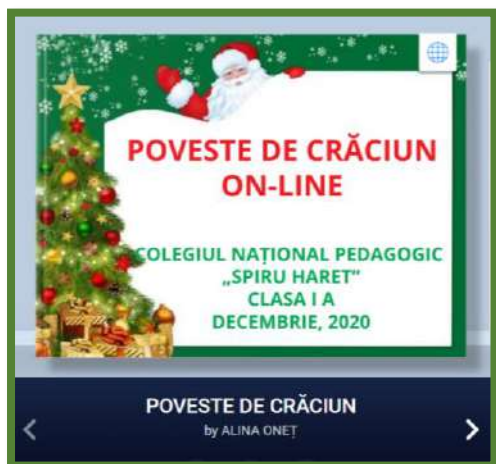 POVESTE DE CRĂCIUN
ON-LINE
COLEGIUL NAȚIONAL PEDAGOGIC
„SPIRU HARET”
CLASA I A
DECEMBRIE, 2020
POVESTE DE CRĂCIUN
by ALINA ONEȚ